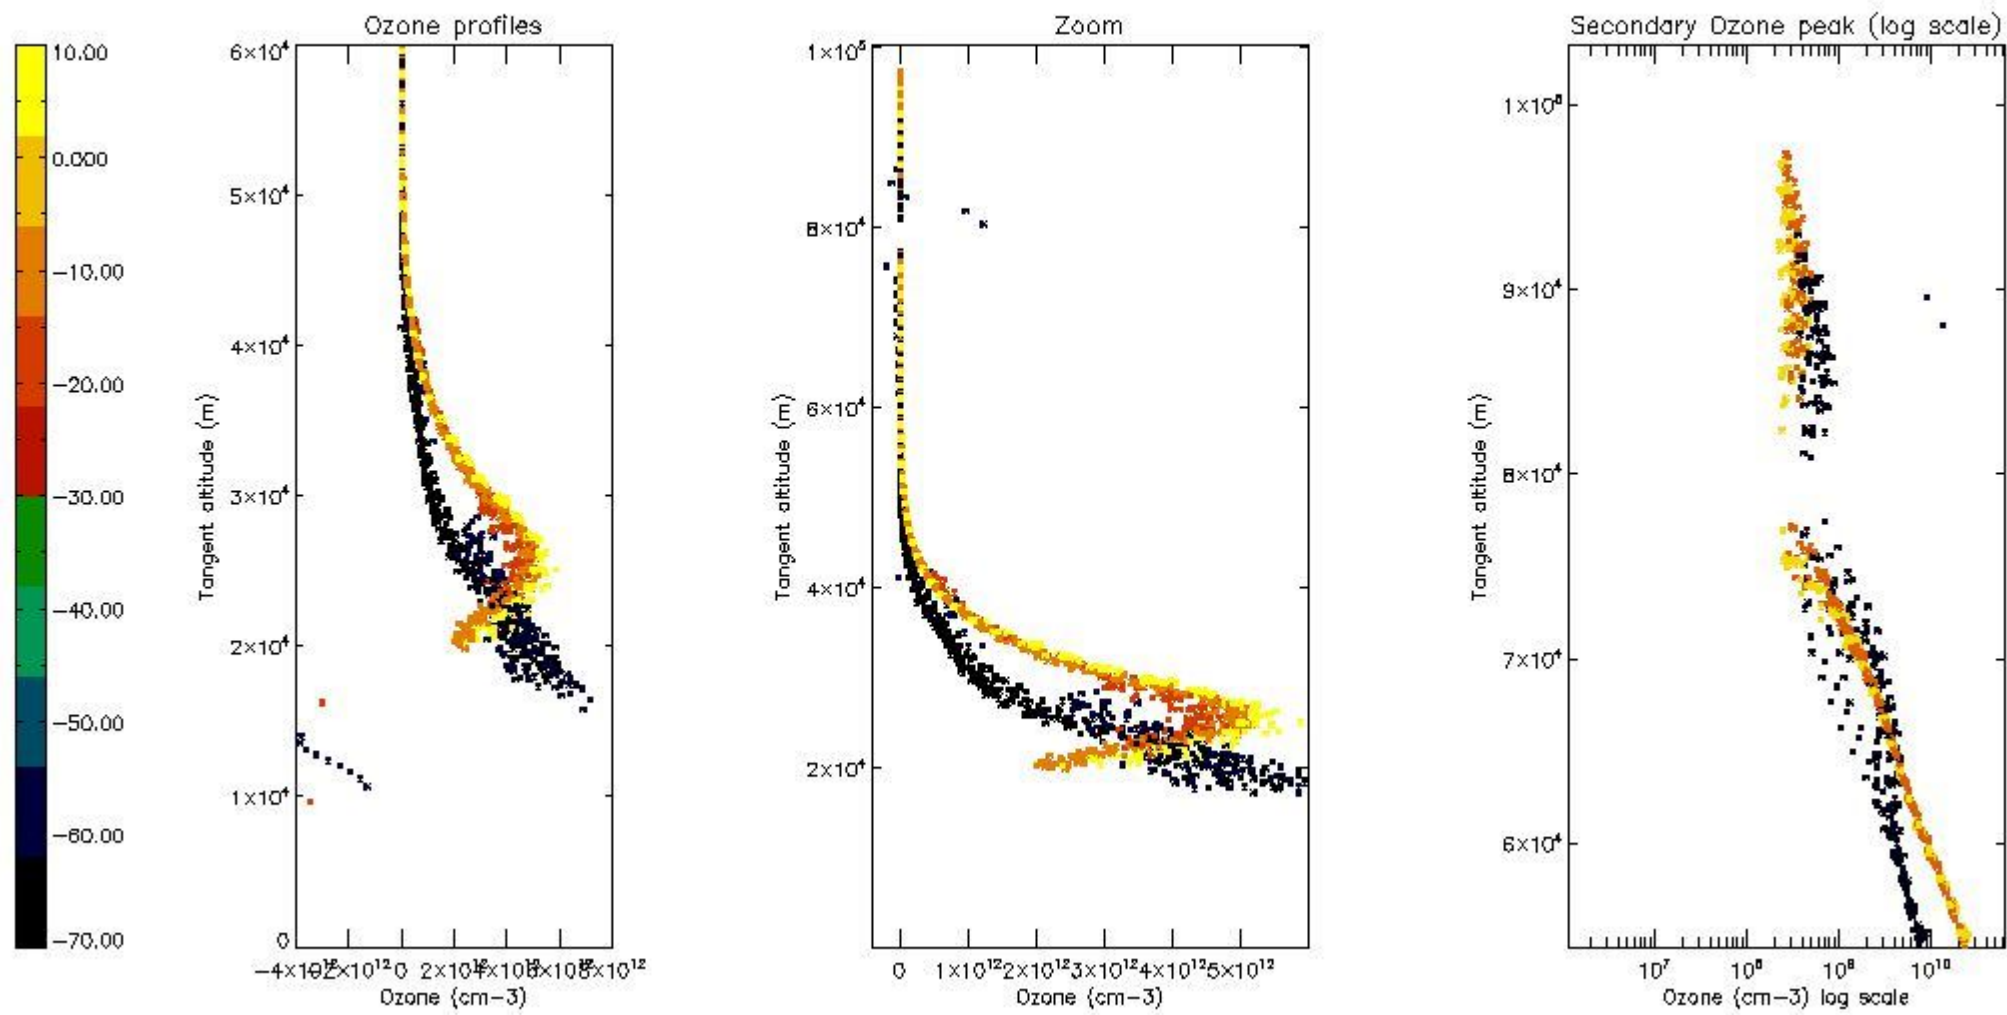 Ozone profiles
Zoom
Secondary Ozone peak (log scale)
10.00
0.000
−10.00
−20.00
−30.00
−40.00
−50.00
−60.00
−70.00
6×10⁴
5×10⁴
4×10⁴
3×10⁴
2×10⁴
1×10⁴
0
Tangent altitude (m)
0
Ozone (cm−3)
1×10⁵
8×10⁴
6×10⁴
4×10⁴
2×10⁴
Tangent altitude (m)
0 1×10¹² 2×10¹² 3×10¹² 4×10¹² 5×10¹²
Ozone (cm−3)
9×10⁴
8×10⁴
7×10⁴
6×10⁴
Tangent altitude (m)
10⁷ 10⁸ 10⁹ 10¹⁰
Ozone (cm−3) log scale